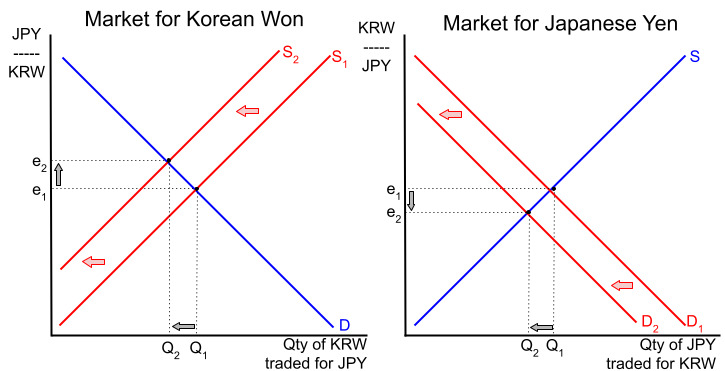 Market for Korean Won
JPY
-----
KRW
S₂
S₁
e₂
e₁
D
Q₂ Q₁
Qty of KRW
traded for JPY
Market for Japanese Yen
KRW
-----
JPY
S
e₁
e₂
D₂
D₁
Q₂ Q₁
Qty of JPY
traded for KRW